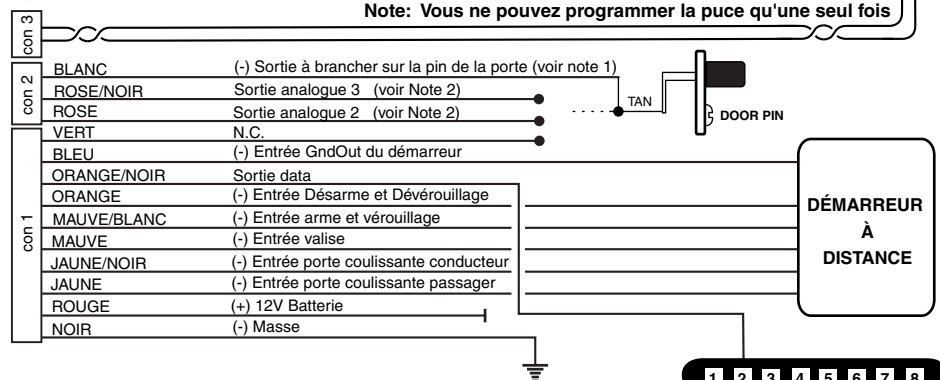 Note: Vous ne pouvez programmer la puce qu'une seul fois
con 3
con 2
BLANC (-) Sortie à brancher sur la pin de la porte (voir note 1)
ROSE/NOIR Sortie analogue 3 (voir Note 2)
ROSE Sortie analogue 2 (voir Note 2)
TAN
DOOR PIN
con 1
VERT N.C.
BLEU (-) Entrée GndOut du démarreur
ORANGE/NOIR Sortie data
ORANGE (-) Entrée Désarme et Dévérouillage
MAUVE/BLANC (-) Entrée arme et vérouillage
MAUVE (-) Entrée valise
JAUNE/NOIR (-) Entrée porte coulissante conducteur
JAUNE (-) Entrée porte coulissante passager
ROUGE (+) 12V Batterie
NOIR (-) Masse
DÉMARREUR
À
DISTANCE
1 2 3 4 5 6 7 8